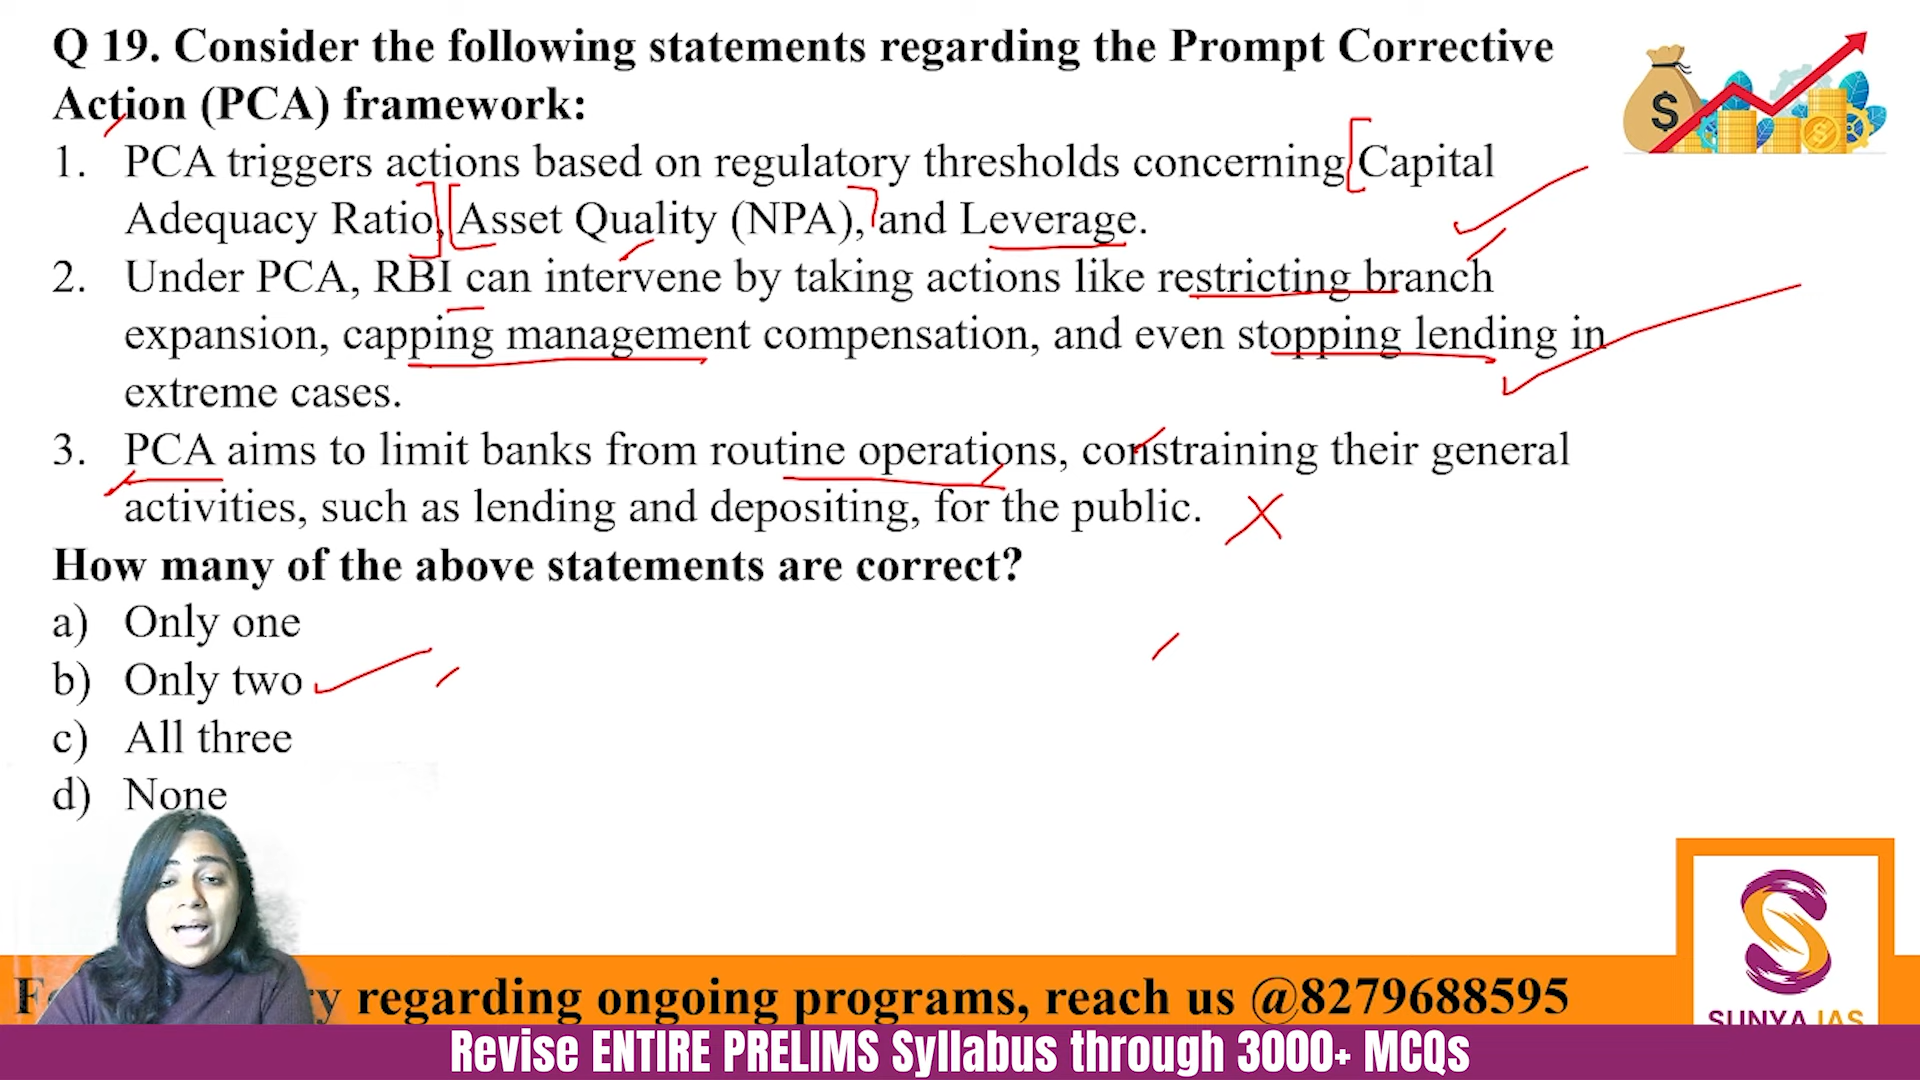 Q 19. Consider the following statements regarding the Prompt Corrective
Action (PCA) framework:
1. PCA triggers actions based on regulatory thresholds concerning Capital
Adequacy Ratio, Asset Quality (NPA), and Leverage.
2. Under PCA, RBI can intervene by taking actions like restricting branch
expansion, capping management compensation, and even stopping lending in
extreme cases.
3. PCA aims to limit banks from routine operations, constraining their general
activities, such as lending and depositing, for the public.
How many of the above statements are correct?
a) Only one
b) Only two
c) All three
d) None
regarding ongoing programs, reach us @8279688595
SUNYA IAS
Revise ENTIRE PRELIMS Syllabus through 3000+ MCQs